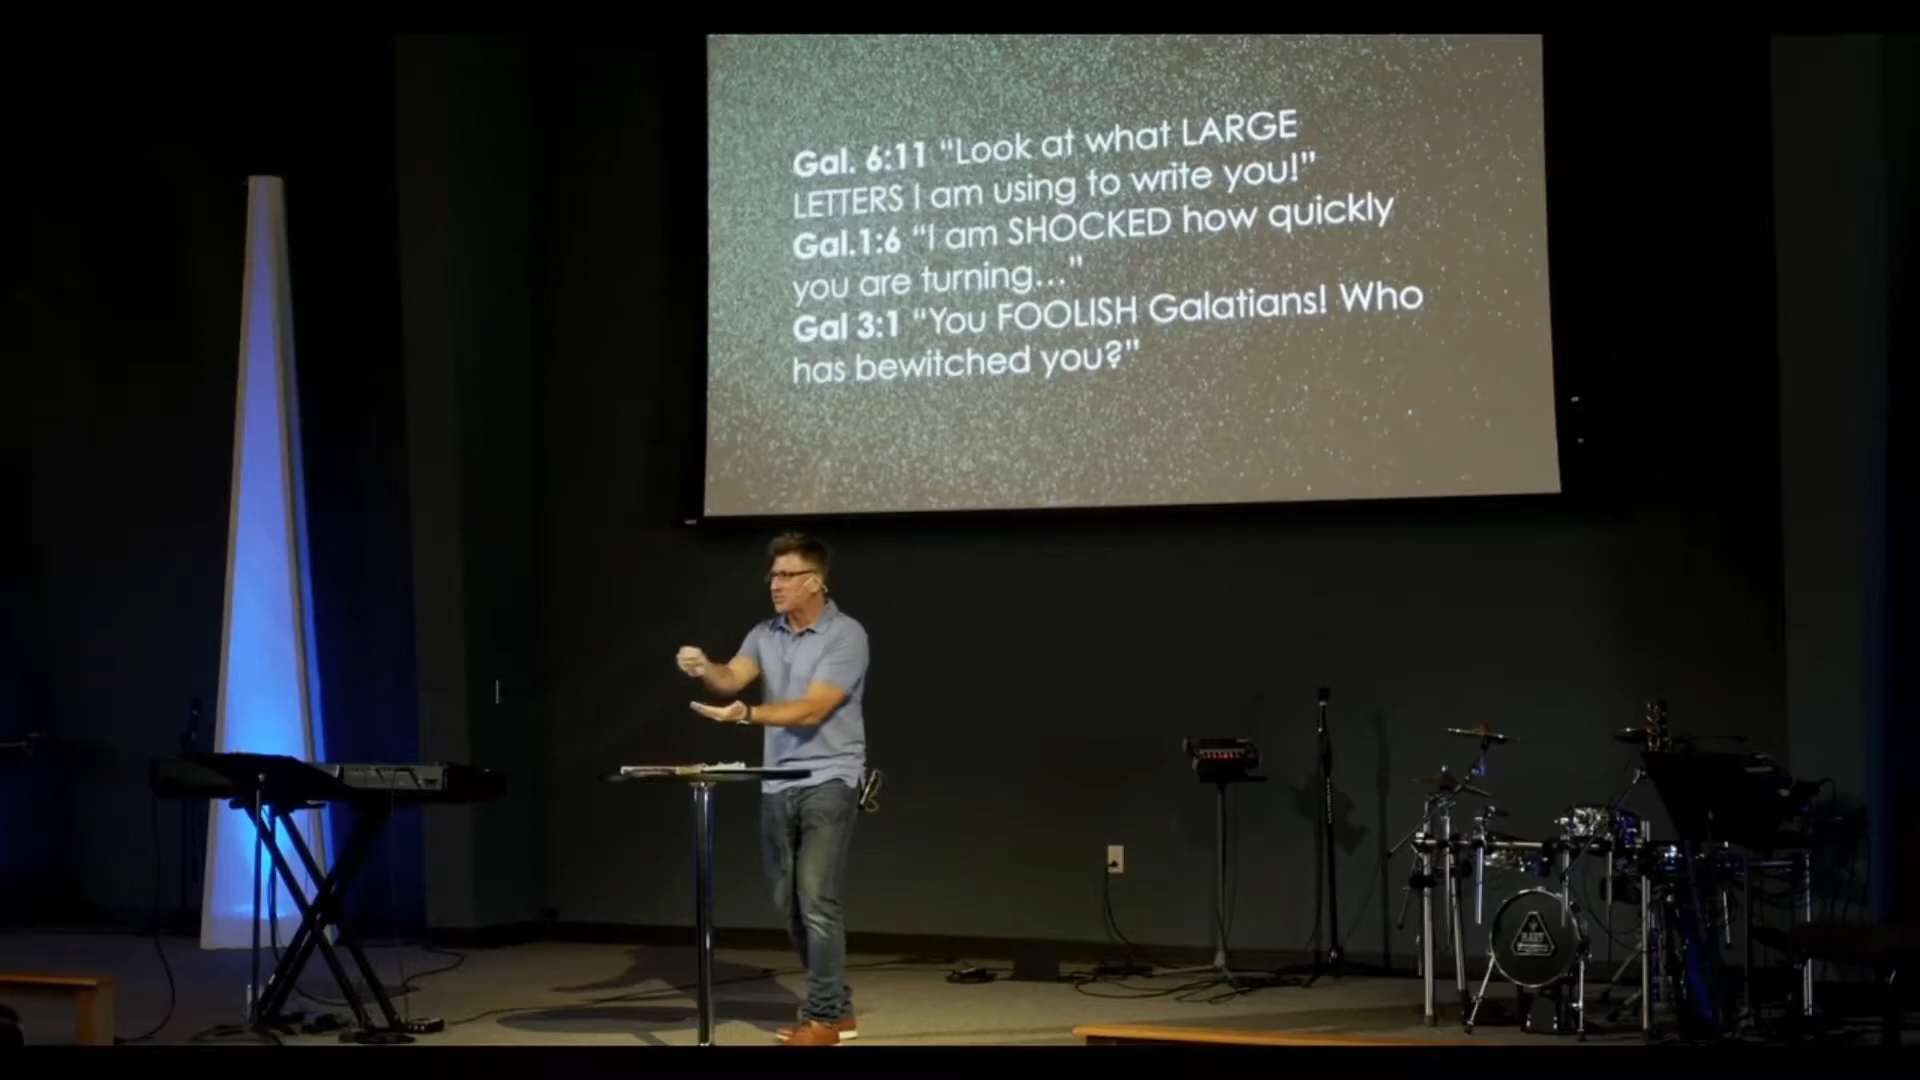 Gal. 6:11 “Look at what LARGE
LETTERS I am using to write you!”
Gal.1:6 “I am SHOCKED how quickly
you are turning...”
Gal 3:1 “You FOOLISH Galatians! Who
has bewitched you?”